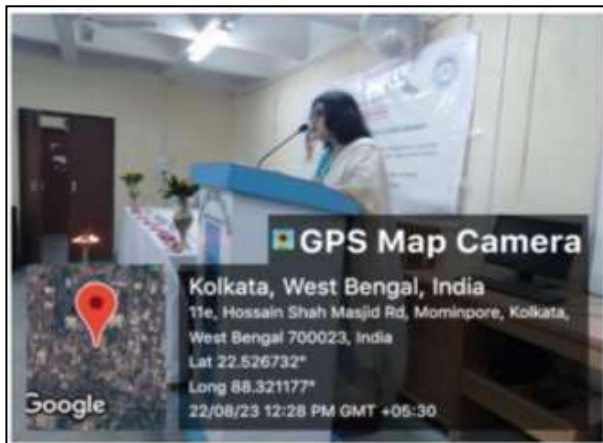 GPS Map Camera
Kolkata, West Bengal, India
11e, Hossain Shah Masjid Rd, Mominpore, Kolkata,
West Bengal 700023, India
Lat 22.526732°
Long 88.321177°
22/08/23 12:28 PM GMT +05:30
Google